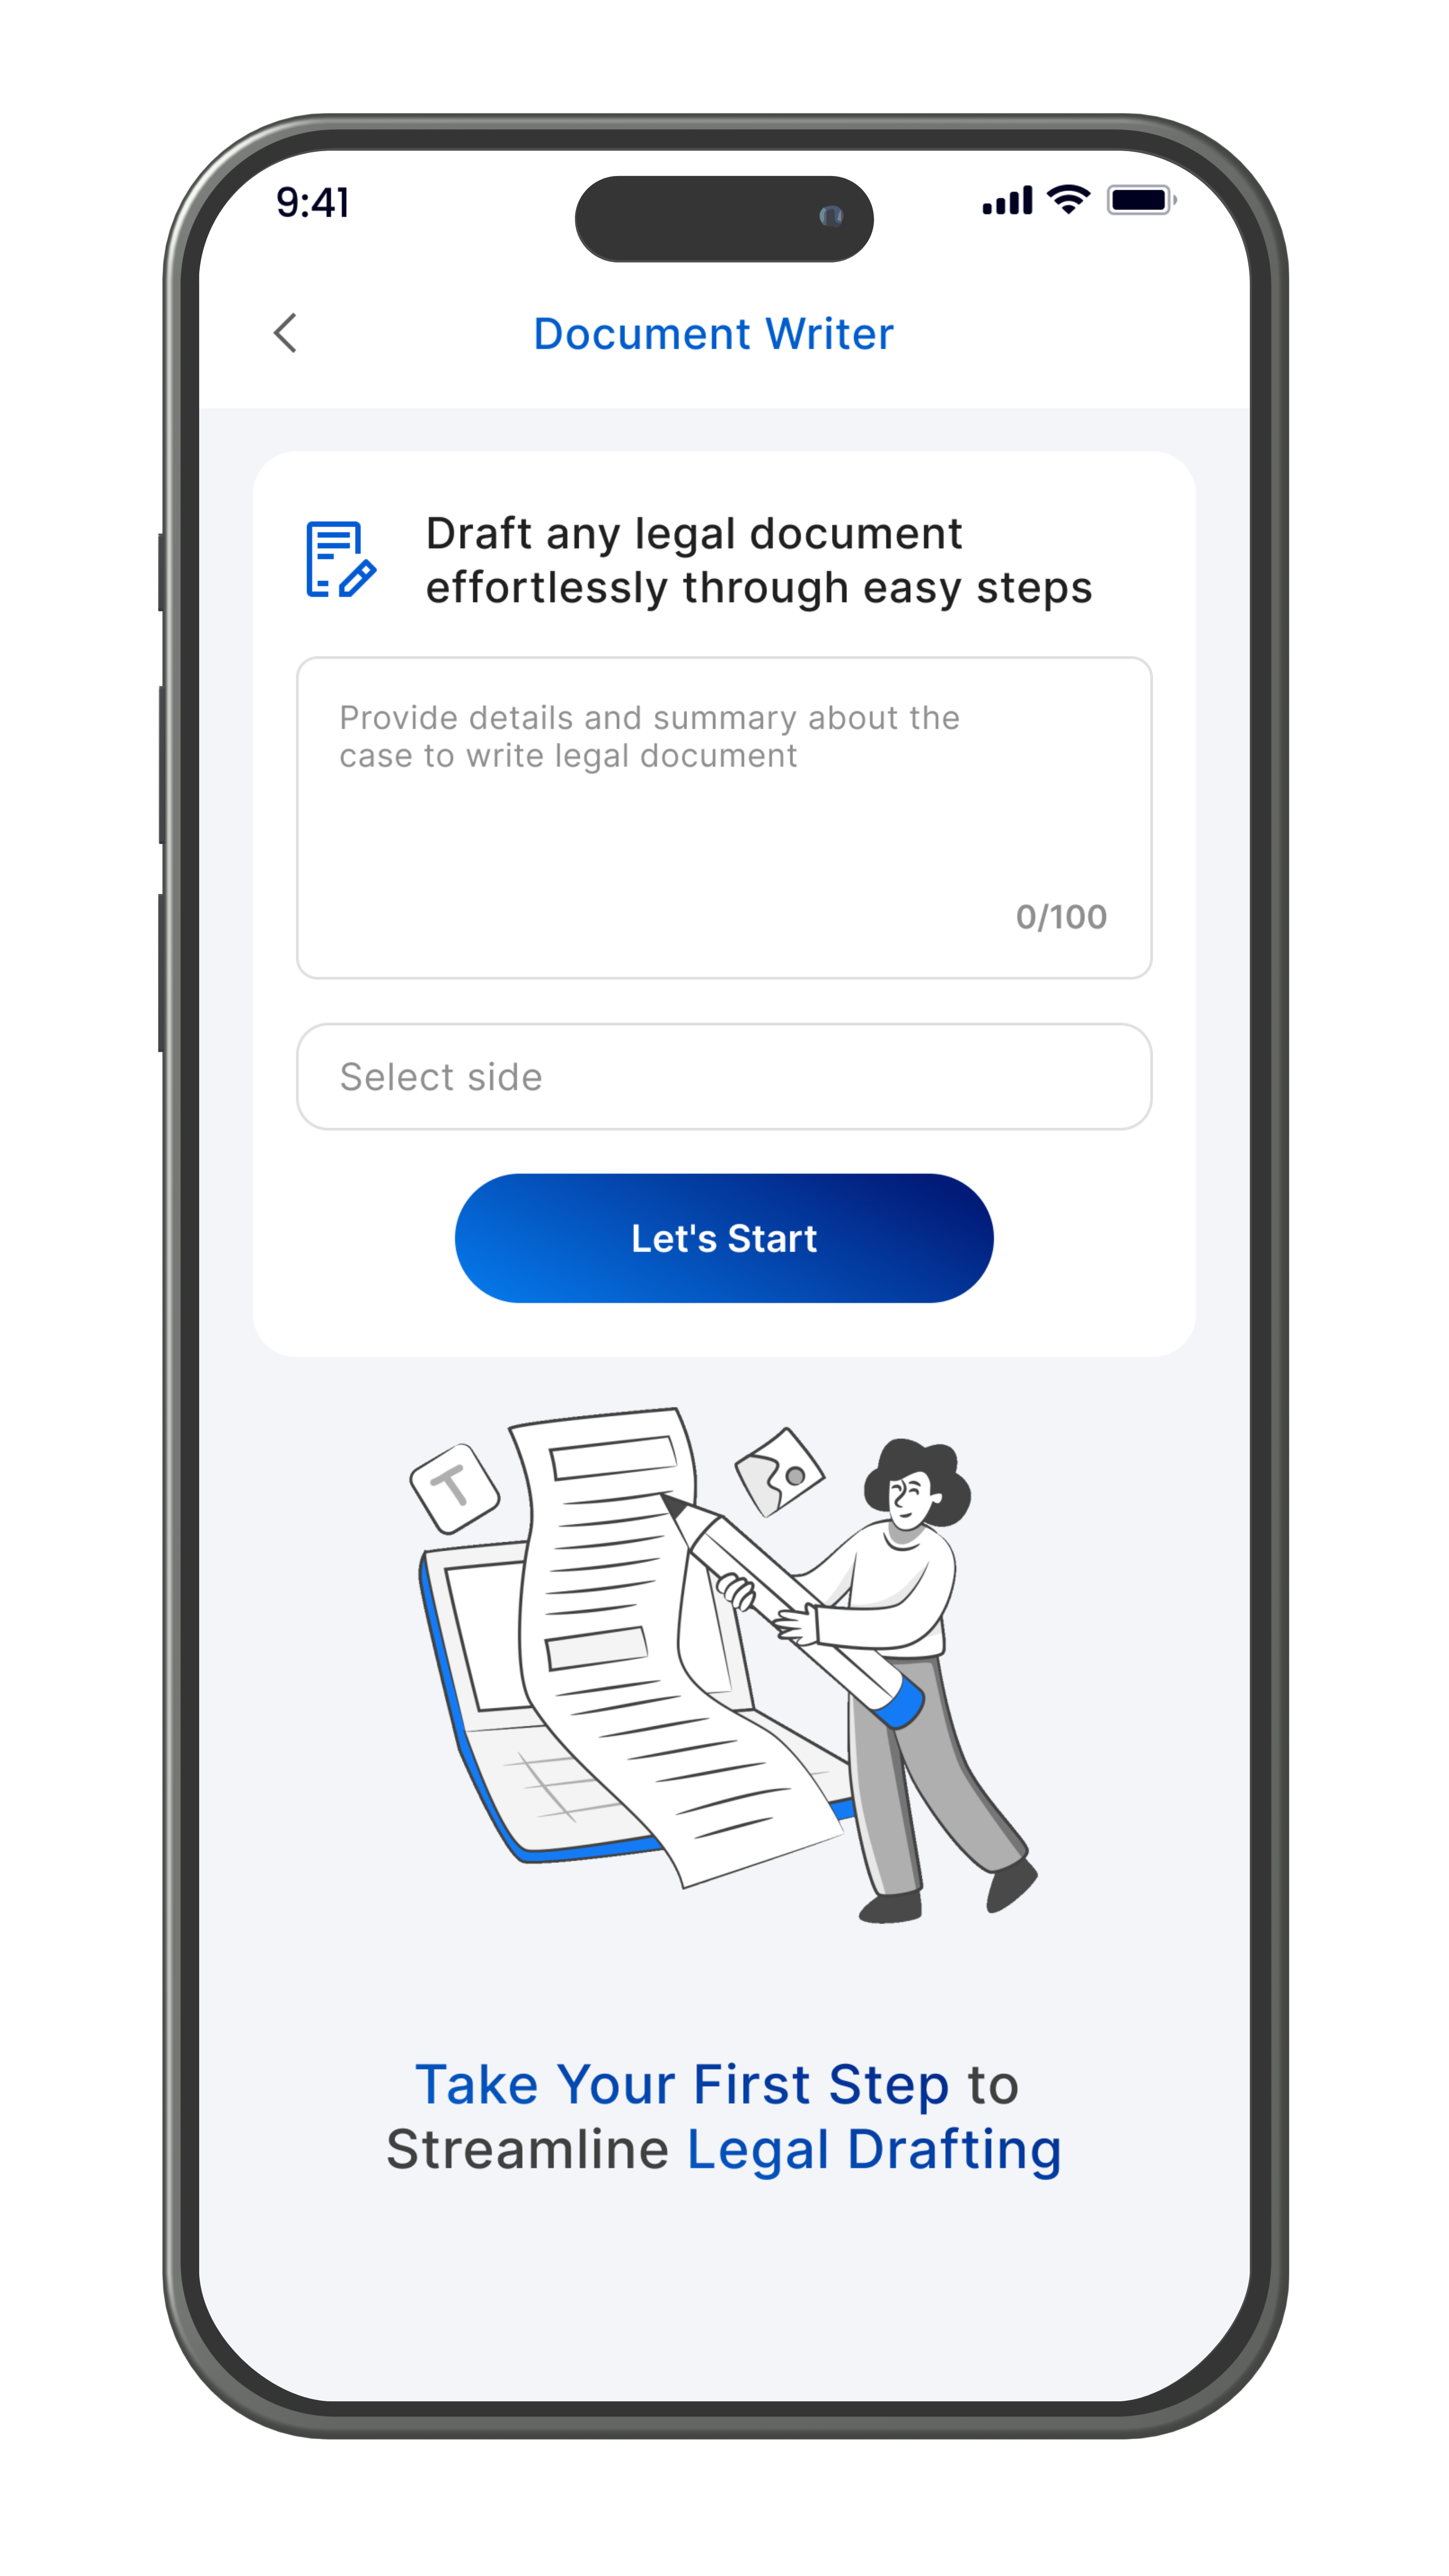 9:41
Document Writer
Draft any legal document
effortlessly through easy steps
Provide details and summary about the
case to write legal document
0/100
Select side
Let's Start
T
Take Your First Step to
Streamline Legal Drafting